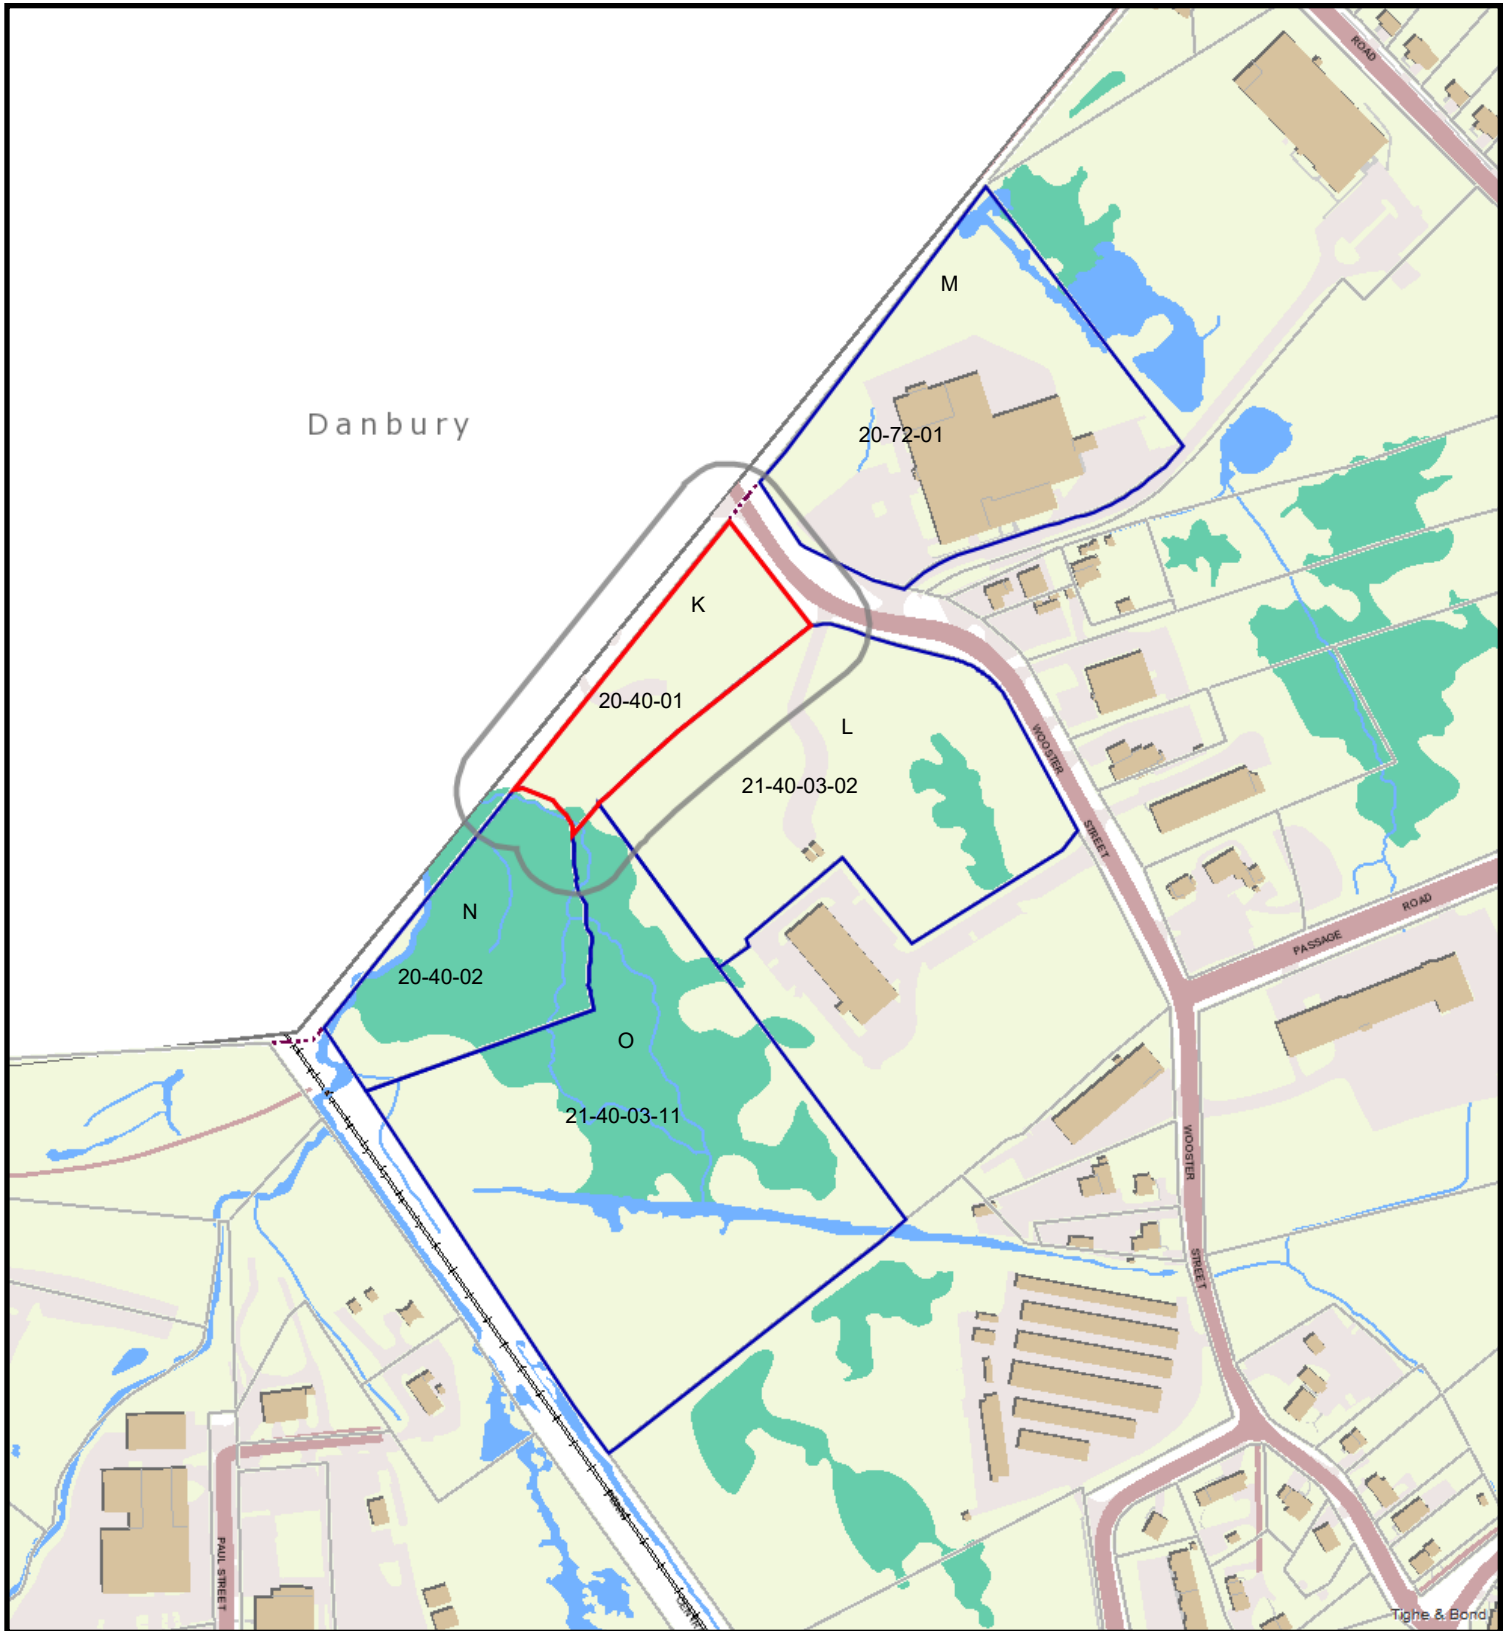 ROAD
M
Danbury
20-72-01
K
20-40-01
L
WOOSTER
21-40-03-02
STREET
ROAD
N
PASSAGE
20-40-02
O
21-40-03-11
WOOSTER
STREET
PAUL STREET
Tighe & Bond